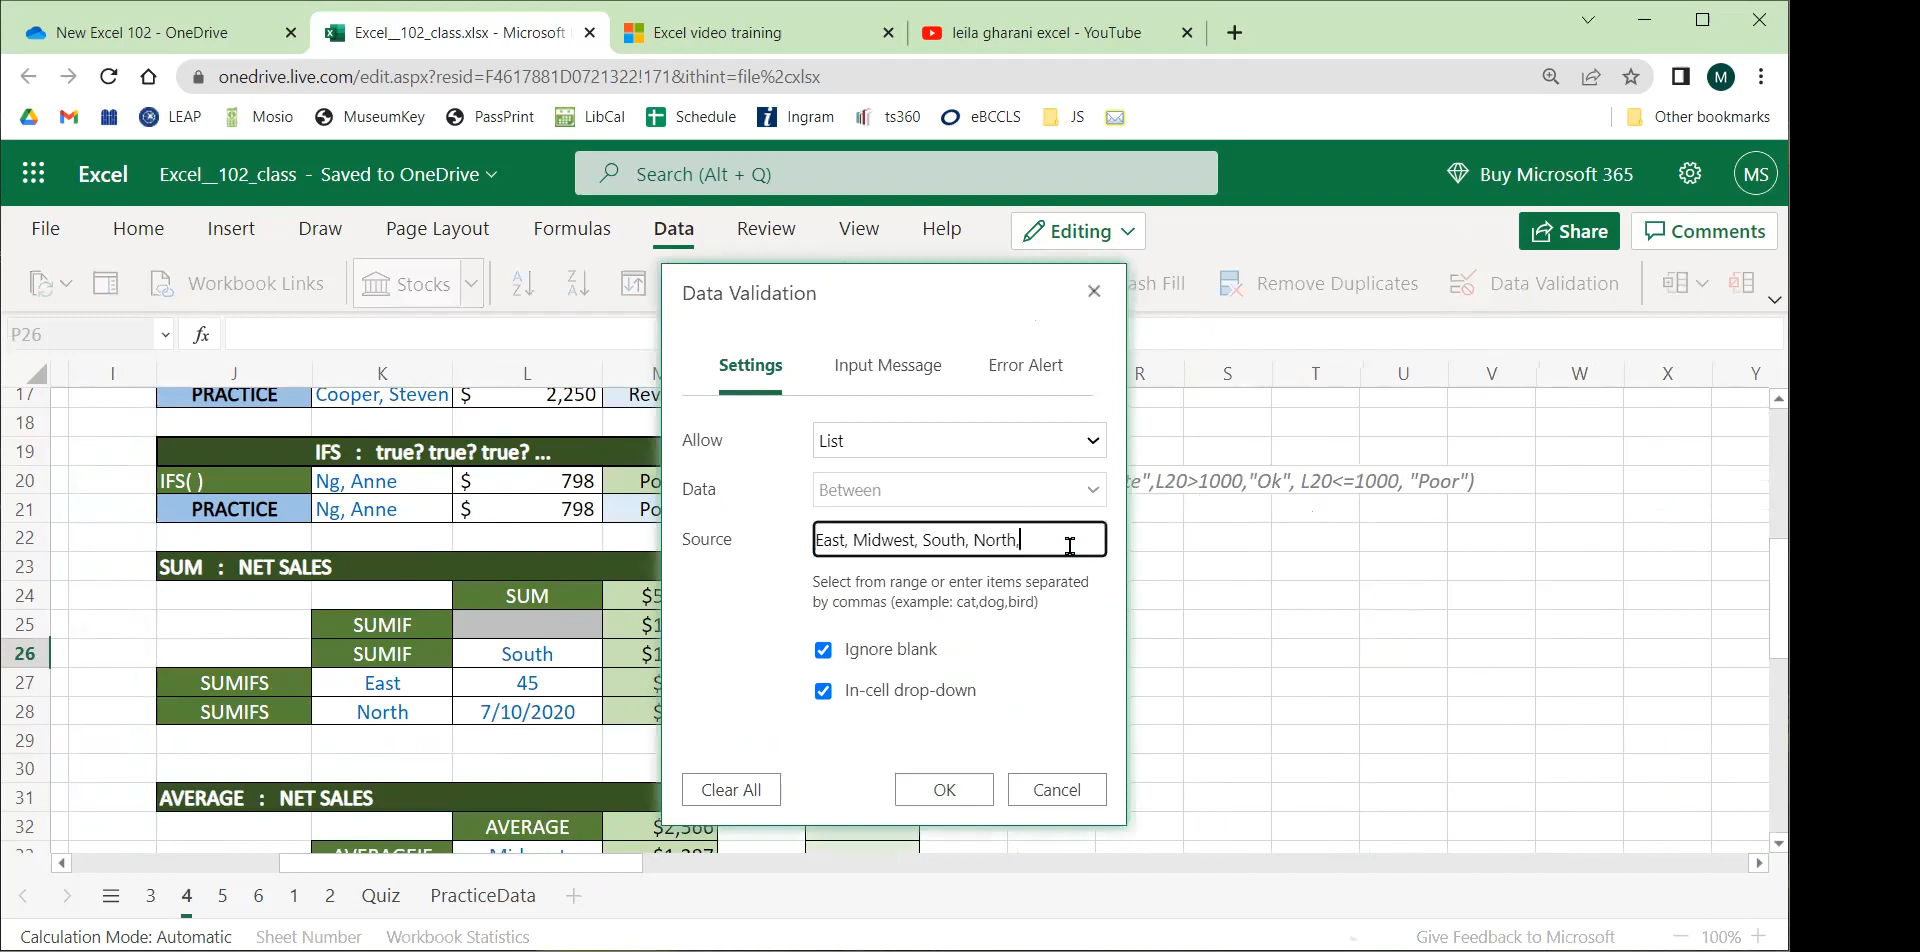 New Excel 102 - OneDrive
Excel__102_class.xlsx - Microsoft
Excel video training
leila gharani excel - YouTube
onedrive.live.com/edit.aspx?resid=F4617881D0721322!171&ithint=file%2cxlsx
M
LEAP
Mosio
MuseumKey
PassPrint
LibCal
Schedule
Ingram
ts360
eBCCLS
JS
Other bookmarks
Excel
Excel__102_class - Saved to OneDrive
Search (Alt + Q)
Buy Microsoft 365
MS
File Home Insert Draw Page Layout Formulas Data Review View Help
Editing
Share
Comments
Workbook Links
Stocks
ash Fill
Remove Duplicates
Data Validation
P26
fx
I J K L M R S T U V W X Y
17 PRACTICE Cooper, Steven $ 2,250 Rev
18
19 IFS : true? true? true? ...
20 IFS( ) Ng, Anne $ 798 Po
te",L20>1000,"Ok", L20<=1000, "Poor")
21 PRACTICE Ng, Anne $ 798 Po
22
23 SUM : NET SALES
24 SUM $5
25 SUMIF $1
26 SUMIF South $1
27 SUMIFS East 45 $
28 SUMIFS North 7/10/2020 $
29
30
31 AVERAGE : NET SALES
32 AVERAGE $2,566
33 AVERAGEIF Midwest
Data Validation
Settings
Input Message
Error Alert
Allow
List
Data
Between
Source
East, Midwest, South, North,
Select from range or enter items separated
by commas (example: cat,dog,bird)
Ignore blank
In-cell drop-down
Clear All
OK
Cancel
3 4 5 6 1 2 Quiz PracticeData
Calculation Mode: Automatic
Sheet Number
Workbook Statistics
Give Feedback to Microsoft
100%